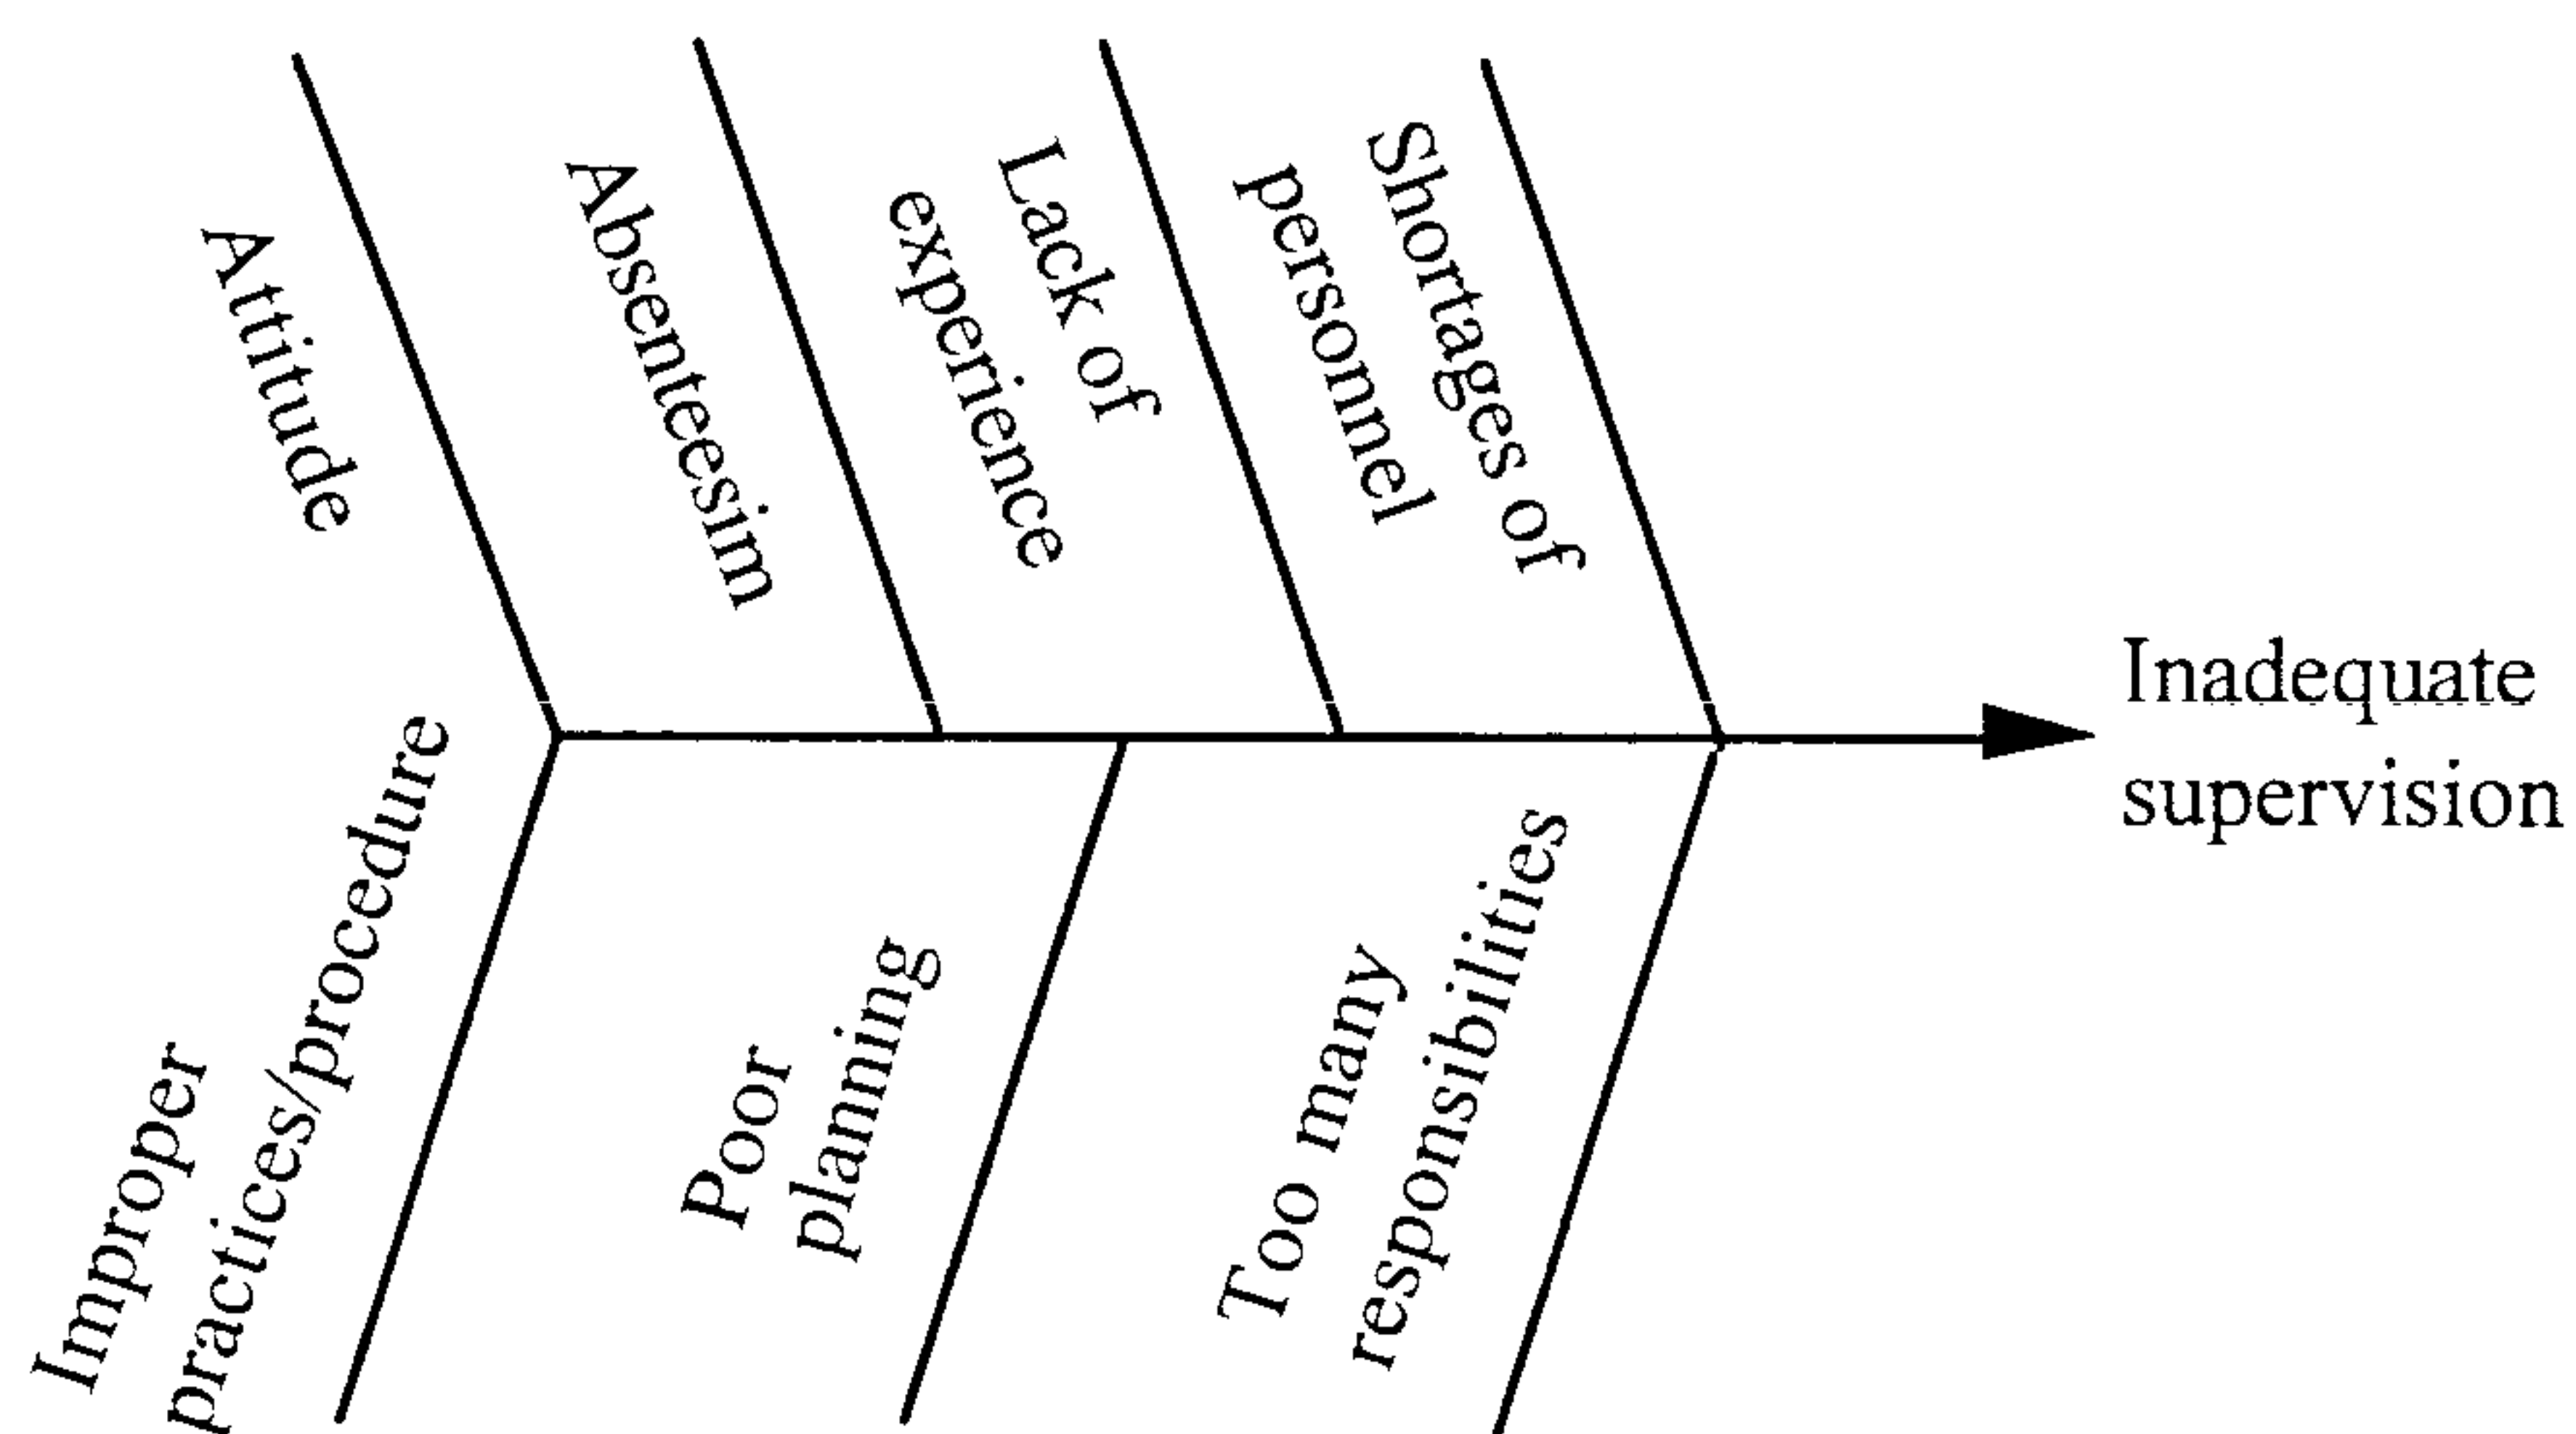 Attitude
Absenteesim
Lack of
experience
Shortages of
personnel
Inadequate
supervision
Improper
practices/procedure
Poor
planning
Too many
responsibilities